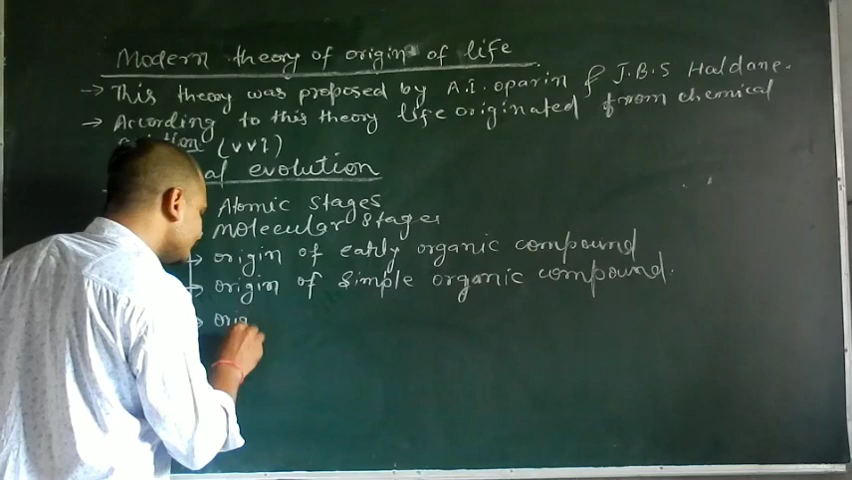 Modern theory of origin of life
→ This theory was proposed by A.I. oparin & J.B.S Haldane.
→ According to this theory life originated from chemical
(VVI)
evolution
Atomic stages
Molecular stages
→ origin of early organic compound
→ origin of simple organic compound.
→ orig